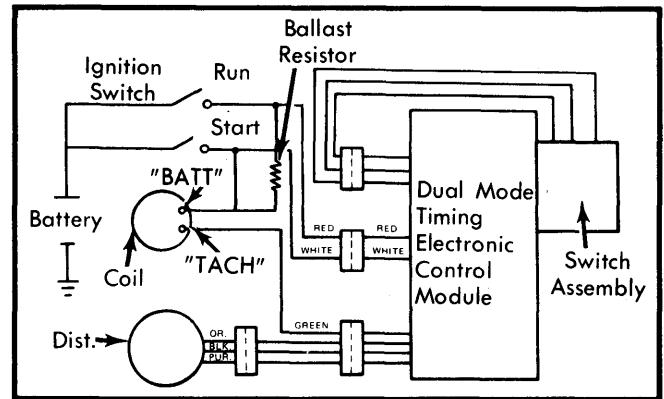 Ballast
Resistor
Ignition
Switch
Run
Start
"BATT"
Battery
Coil
"TACH"
RED
RED
WHITE
WHITE
Dual Mode
Timing
Electronic
Control
Module
Switch
Assembly
GREEN
Dist.
OR.
BLK.
PUR.